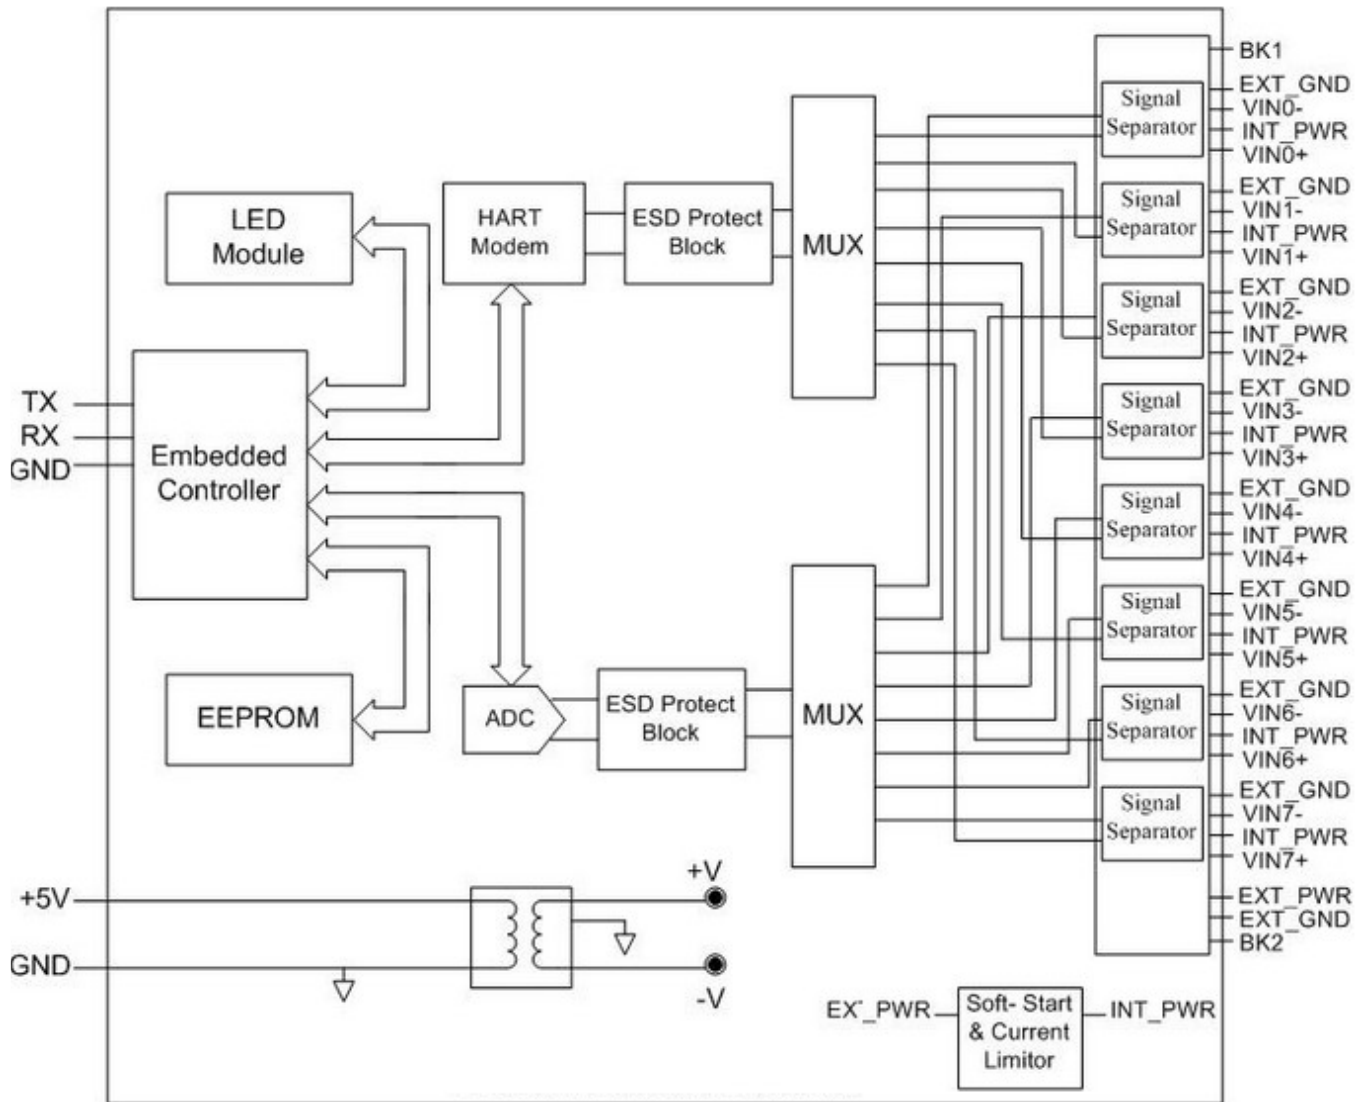 BK1
Signal
Separator
EXT_GND
VIN0-
INT_PWR
VIN0+
Signal
Separator
EXT_GND
VIN1-
INT_PWR
VIN1+
LED
Module
HART
Modem
ESD Protect
Block
MUX
Signal
Separator
EXT_GND
VIN2-
INT_PWR
VIN2+
TX
RX
GND
Embedded
Controller
Signal
Separator
EXT_GND
VIN3-
INT_PWR
VIN3+
Signal
Separator
EXT_GND
VIN4-
INT_PWR
VIN4+
Signal
Separator
EXT_GND
VIN5-
INT_PWR
VIN5+
EEPROM
ADC
ESD Protect
Block
MUX
Signal
Separator
EXT_GND
VIN6-
INT_PWR
VIN6+
Signal
Separator
EXT_GND
VIN7-
INT_PWR
VIN7+
+5V
GND
+V
-V
EXT_PWR
EXT_GND
BK2
Soft- Start
& Current
Limitor
INT_PWR